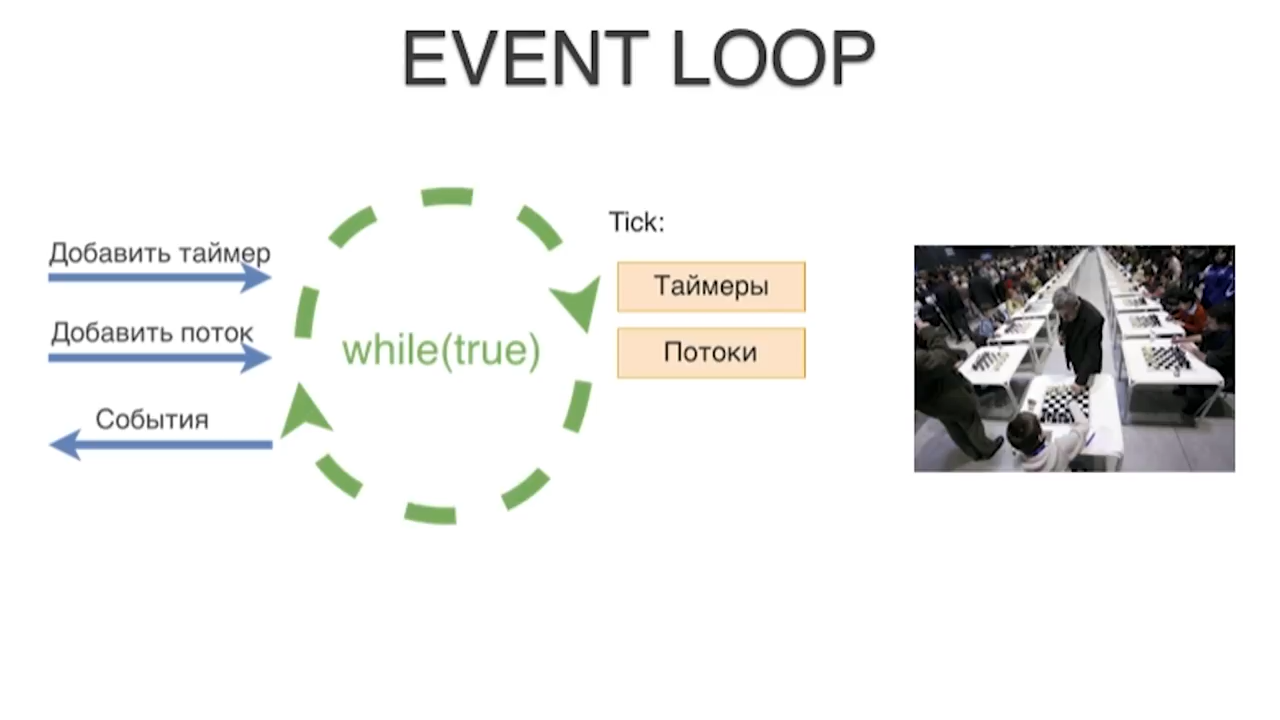 EVENT LOOP
Добавить таймер
Добавить поток
События
while(true)
Tick:
Таймеры
Потоки